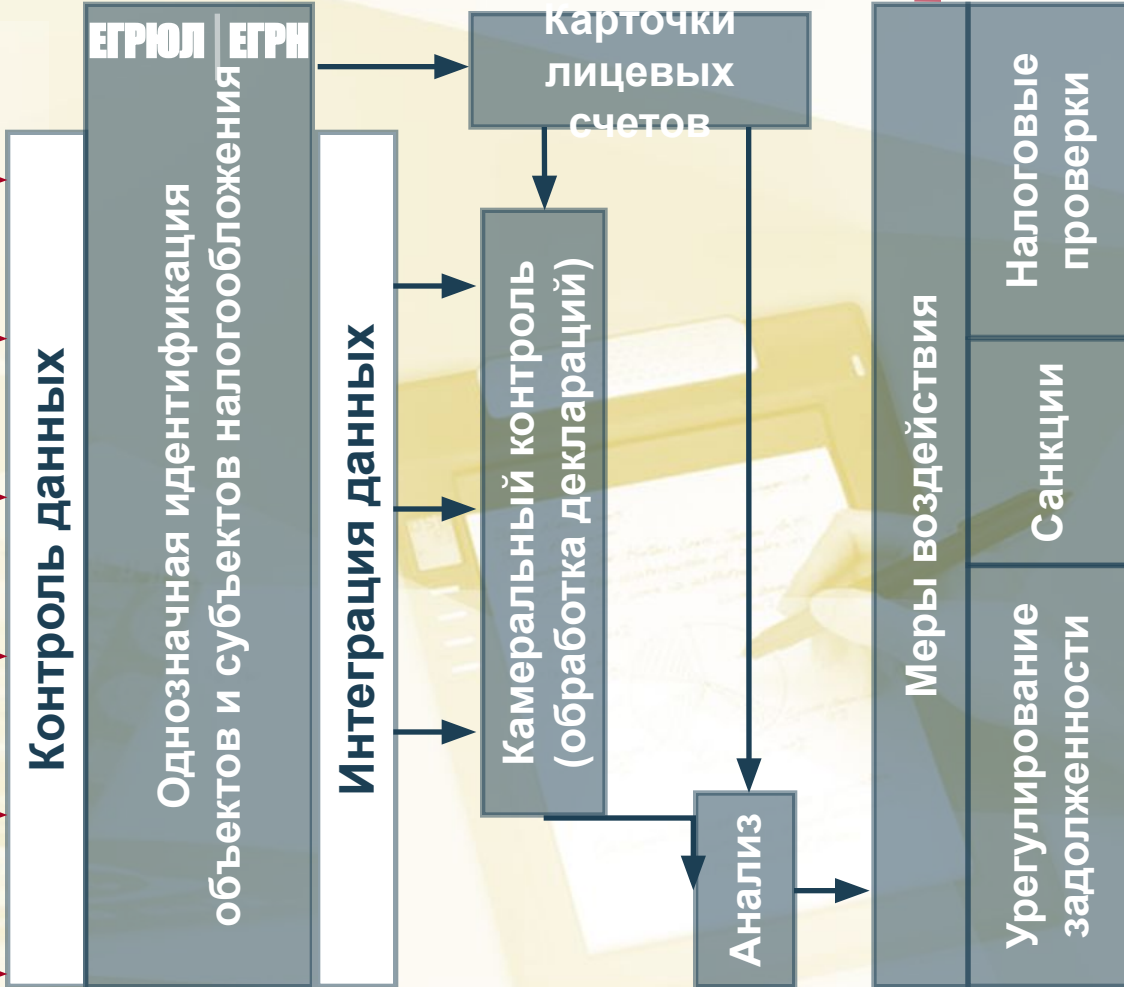 Контроль данных
ЕГРЮЛ
ЕГРН
Однозначная идентификация
объектов и субъектов налогообложения
Интеграция данных
Карточки
лицевых
счетов
Камеральный контроль
(обработка деклараций)
Анализ
Меры воздействия
Налоговые
проверки
Санкции
Урегулирование
задолженности